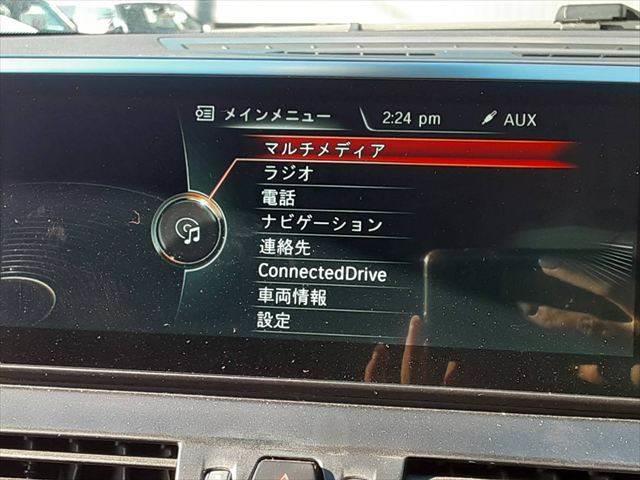 メインメニュー 2:24 pm AUX
マルチメディア
ラジオ
電話
ナビゲーション
連絡先
ConnectedDrive
車両情報
設定